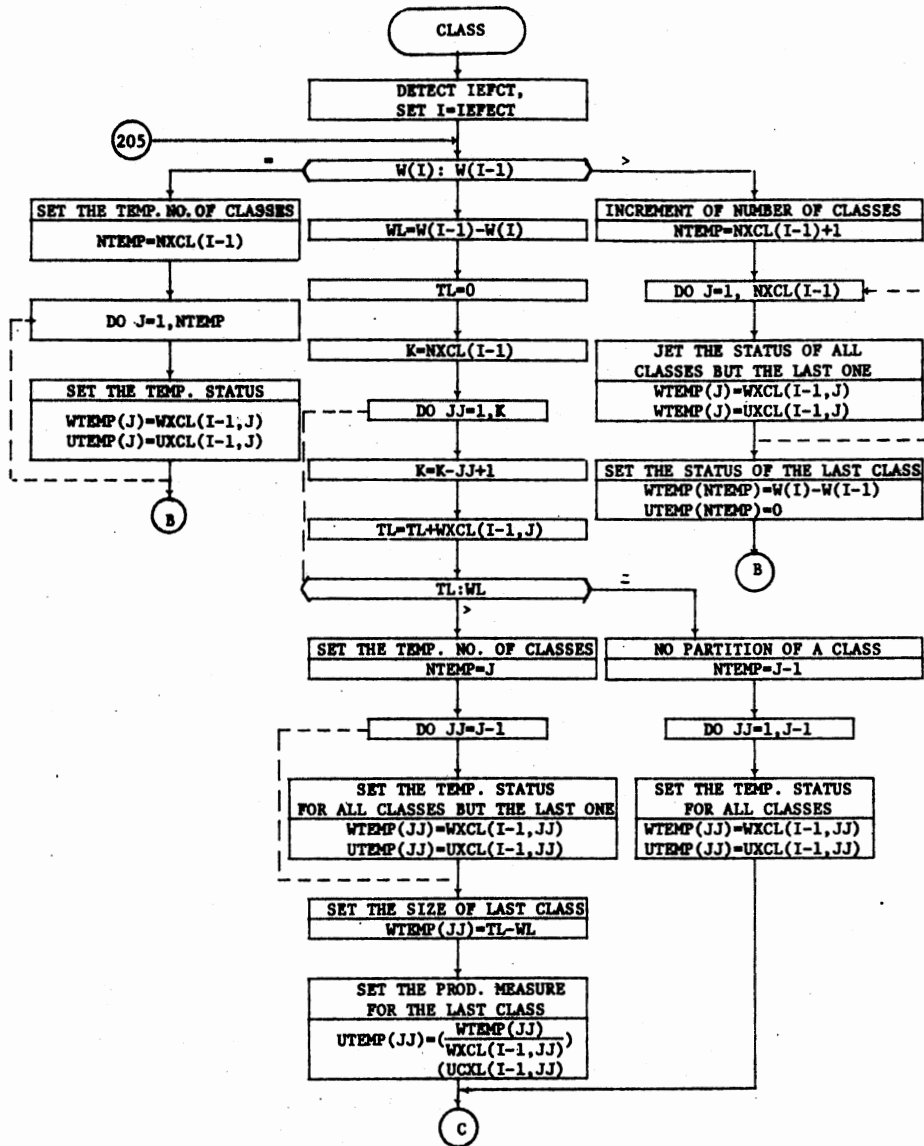 CLASS
DETECT IEFCT,
SET I=IEFECT
205
=
W(I): W(I-1)
>
SET THE TEMP. NO. OF CLASSES
NTEMP=NXCL(I-1)
DO J=1,NTEMP
SET THE TEMP. STATUS
WTEMP(J)=WXCL(I-1,J)
UTEMP(J)=UXCL(I-1,J)
B
WL=W(I-1)-W(I)
TL=0
K=NXCL(I-1)
DO JJ=1,K
K=K-JJ+1
TL=TL+WXCL(I-1,J)
INCREMENT OF NUMBER OF CLASSES
NTEMP=NXCL(I-1)+1
DO J=1, NXCL(I-1)
JET THE STATUS OF ALL
CLASSES BUT THE LAST ONE
WTEMP(J)=WXCL(I-1,J)
WTEMP(J)=UXCL(I-1,J)
SET THE STATUS OF THE LAST CLASS
WTEMP(NTEMP)=W(I)-W(I-1)
UTEMP(NTEMP)=0
B
TL:WL
=
>
SET THE TEMP. NO. OF CLASSES
NTEMP=J
DO JJ=J-1
SET THE TEMP. STATUS
FOR ALL CLASSES BUT THE LAST ONE
WTEMP(JJ)=WXCL(I-1,JJ)
UTEMP(JJ)=UXCL(I-1,JJ)
SET THE SIZE OF LAST CLASS
WTEMP(JJ)=TL-WL
SET THE PROD. MEASURE
FOR THE LAST CLASS
UTEMP(JJ)=(WTEMP(JJ)
WXCL(I-1,JJ))
(UCXL(I-1,JJ)
NO PARTITION OF A CLASS
NTEMP=J-1
DO JJ=1,J-1
SET THE TEMP. STATUS
FOR ALL CLASSES
WTEMP(JJ)=WXCL(I-1,JJ)
UTEMP(JJ)=UXCL(I-1,JJ)
C